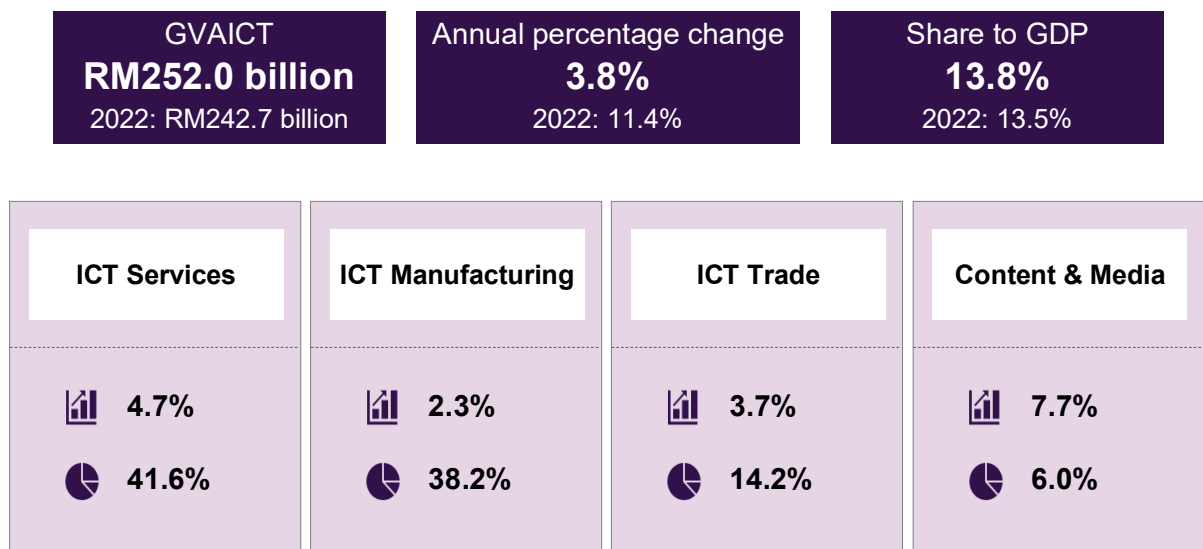 GVAICT
RM252.0 billion
2022: RM242.7 billion
Annual percentage change
3.8%
2022: 11.4%
Share to GDP
13.8%
2022: 13.5%
ICT Services
4.7%
41.6%
ICT Manufacturing
2.3%
38.2%
ICT Trade
3.7%
14.2%
Content & Media
7.7%
6.0%